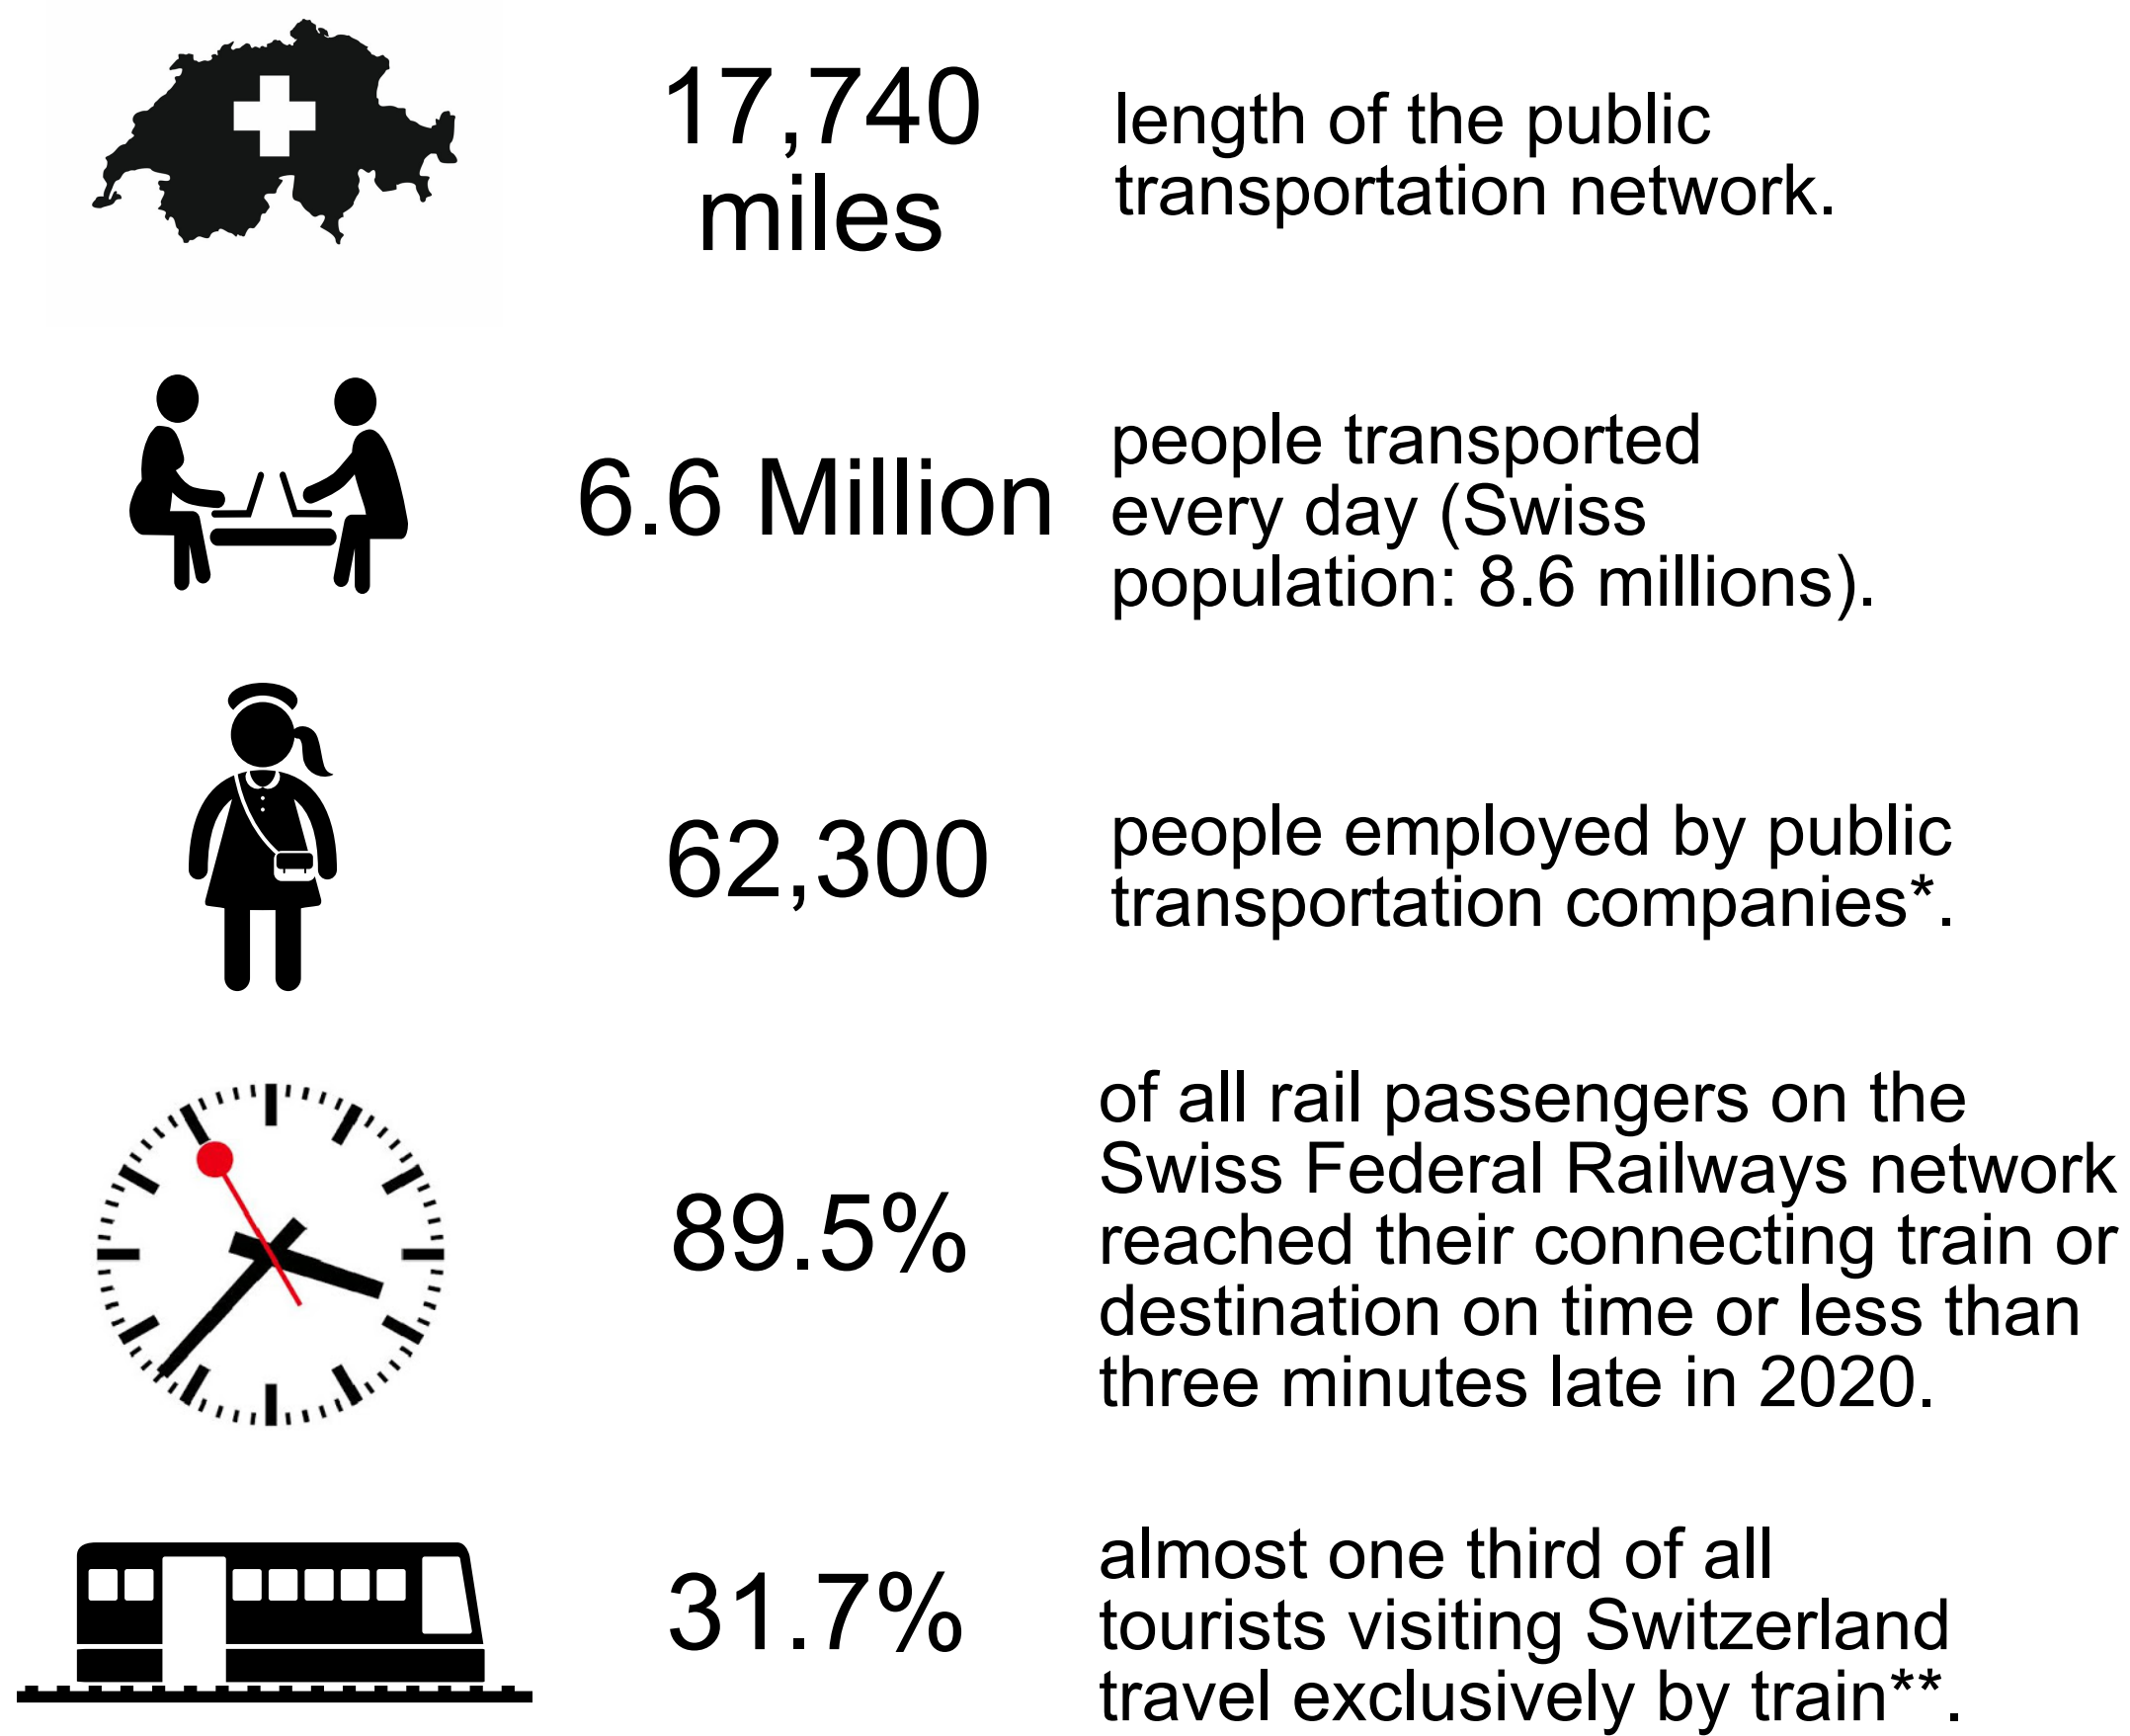 17,740
miles
length of the public
transportation network.
6.6 Million
people transported
every day (Swiss
population: 8.6 millions).
62,300
people employed by public
transportation companies*.
89.5%
of all rail passengers on the
Swiss Federal Railways network
reached their connecting train or
destination on time or less than
three minutes late in 2020.
31.7%
almost one third of all
tourists visiting Switzerland
travel exclusively by train**.